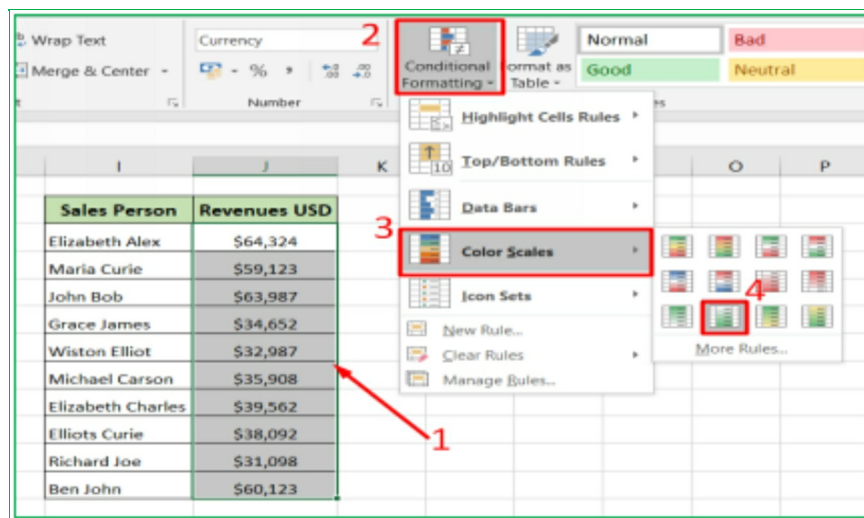 Wrap Text
Currency
2
Normal
Bad
Merge & Center
%
Conditional Formatting
Format as Table
Good
Neutral
Number
Highlight Cells Rules
I J K O P
Top/Bottom Rules
10
Sales Person Revenues USD
Data Bars
3
Elizabeth Alex $64,324
Color Scales
Maria Curie $59,123
4
John Bob $63,987
Icon Sets
Grace James $34,652
New Rule...
More Rules...
Wiston Elliot $32,987
Clear Rules
Michael Carson $35,908
Manage Rules...
Elizabeth Charles $39,562
Elliots Curie $38,092
1
Richard Joe $31,098
Ben John $60,123